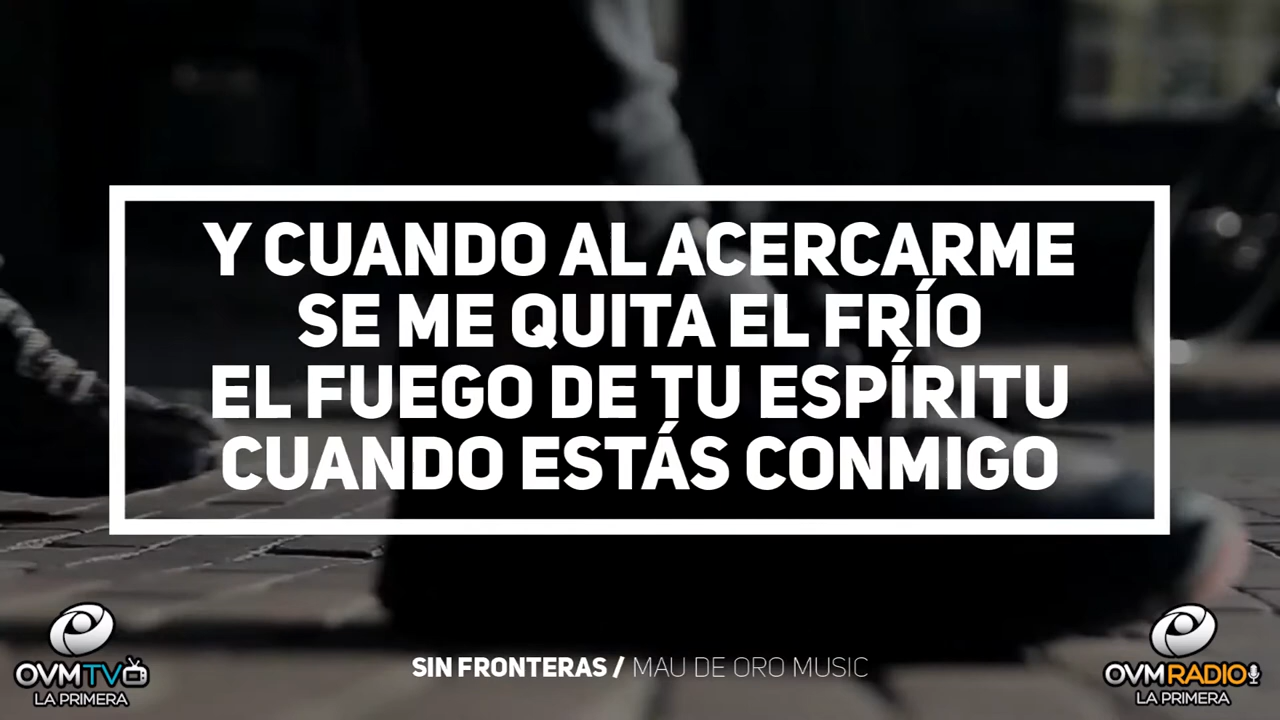 Y CUANDO AL ACERCARME
SE ME QUITA EL FRÍO
EL FUEGO DE TU ESPÍRITU
CUANDO ESTÁS CONMIGO
SIN FRONTERAS / MAU DE ORO MUSIC
OVMTV
LA PRIMERA
OVMRADIO
LA PRIMERA